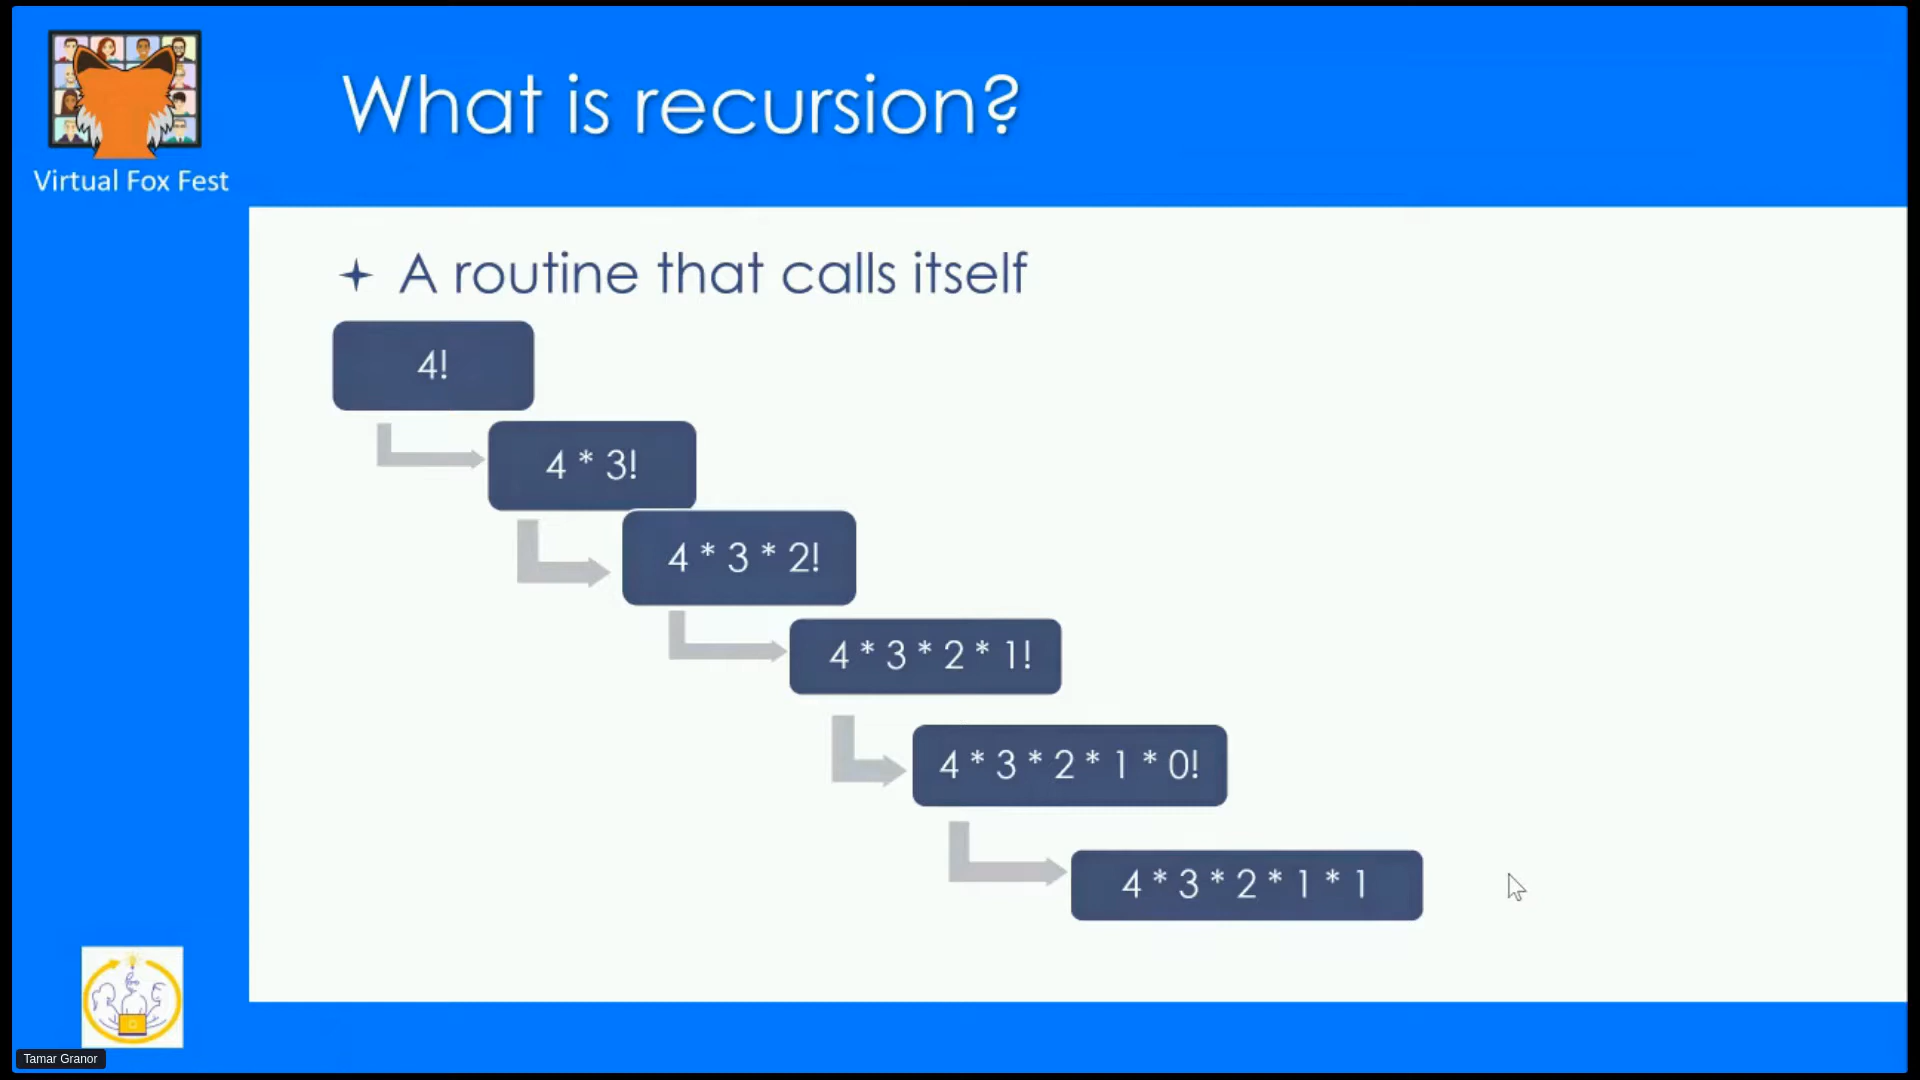 What is recursion?
Virtual Fox Fest
A routine that calls itself
4!
4 * 3!
4 * 3 * 2!
4 * 3 * 2 * 1!
4 * 3 * 2 * 1 * 0!
4 * 3 * 2 * 1 * 1
Tamar Granor